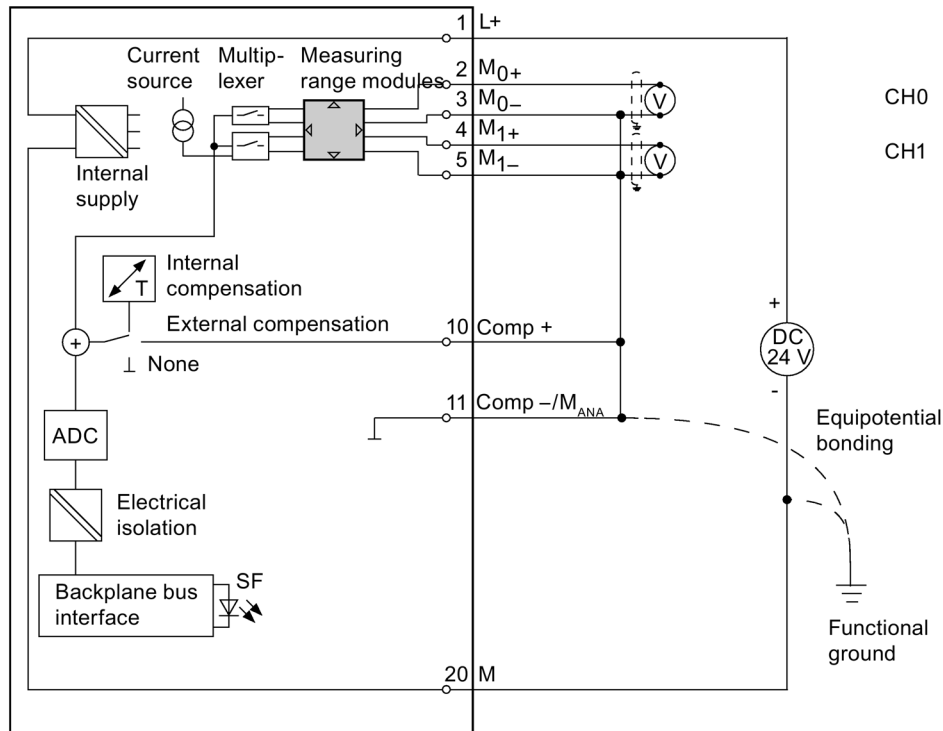 1 L+
Current source
Multip-
lexer
Measuring range modules
2 M0+
3 M0–
4 M1+
5 M1–
V
V
CH0
CH1
Internal supply
Internal compensation
T
External compensation
10 Comp +
+
⊥ None
11 Comp –/MANA
+
DC
24 V
-
Equipotential bonding
ADC
Electrical isolation
Backplane bus interface
SF
Functional ground
20 M